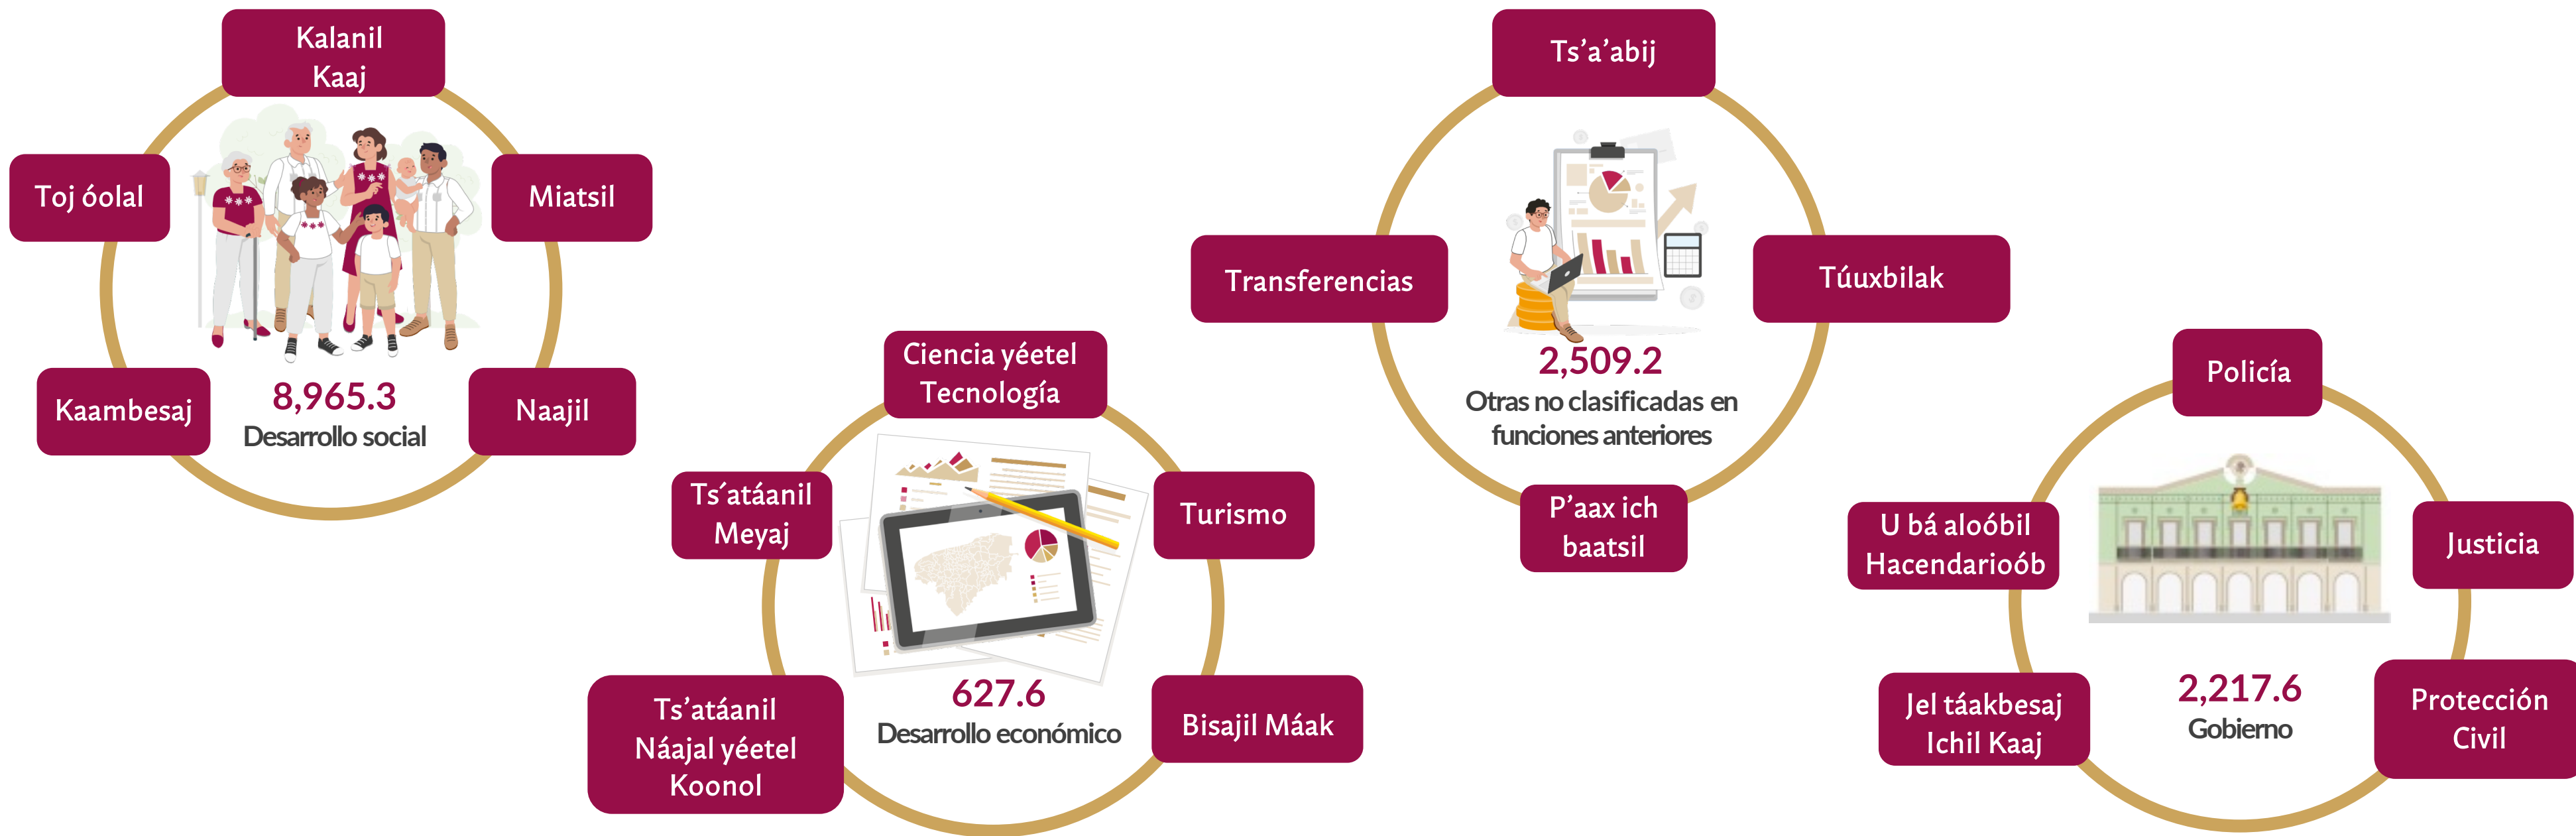 Kalanil
Kaaj
Toj óolal
Miatsil
Kaambesaj
Naajil
8,965.3
Desarrollo social
Ciencia yéetel
Tecnología
Ts´atáanil
Meyaj
Turismo
Ts’atáanil
Náajal yéetel
Koonol
Bisajil Máak
627.6
Desarrollo económico
Ts’a’abij
Transferencias
Túuxbilak
2,509.2
Otras no clasificadas en
funciones anteriores
P’aax ich
baatsil
Policía
U bá aloóbil
Hacendarioób
Justicia
Jel táakbesaj
Ichil Kaaj
Protección
Civil
2,217.6
Gobierno